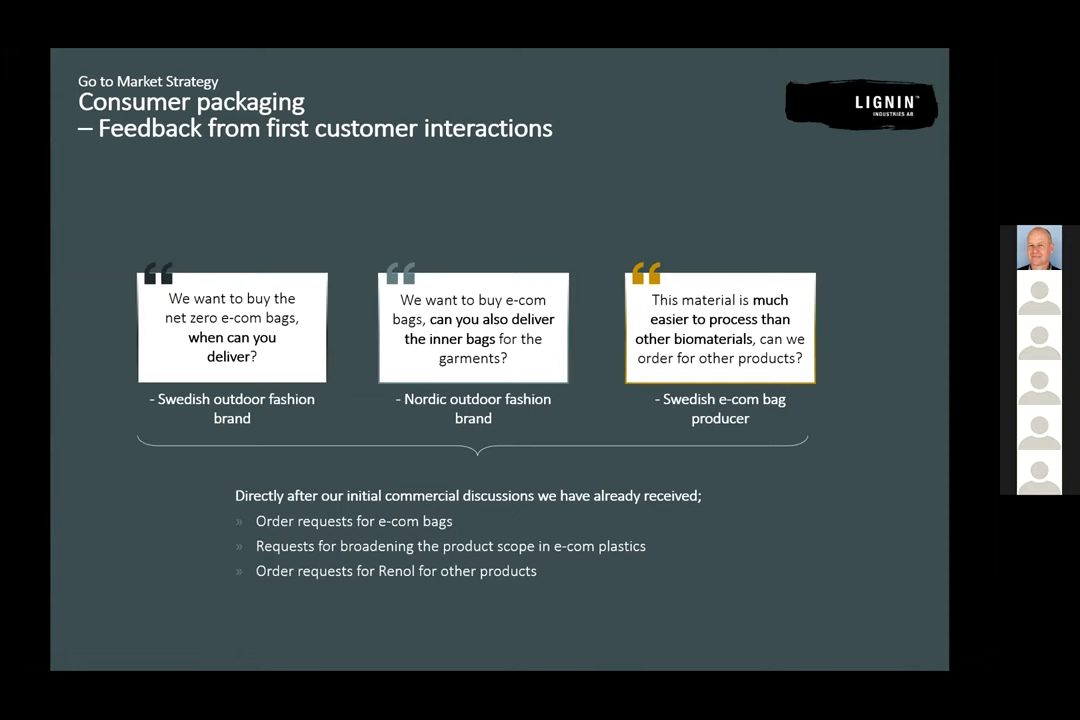 Go to Market Strategy
Consumer packaging
– Feedback from first customer interactions
LIGNIN™
INDUSTRIES AB
We want to buy the
net zero e-com bags,
when can you
deliver?
- Swedish outdoor fashion
brand
We want to buy e-com
bags, can you also deliver
the inner bags for the
garments?
- Nordic outdoor fashion
brand
This material is much
easier to process than
other biomaterials, can we
order for other products?
- Swedish e-com bag
producer
Directly after our initial commercial discussions we have already received;
» Order requests for e-com bags
» Requests for broadening the product scope in e-com plastics
» Order requests for Renol for other products